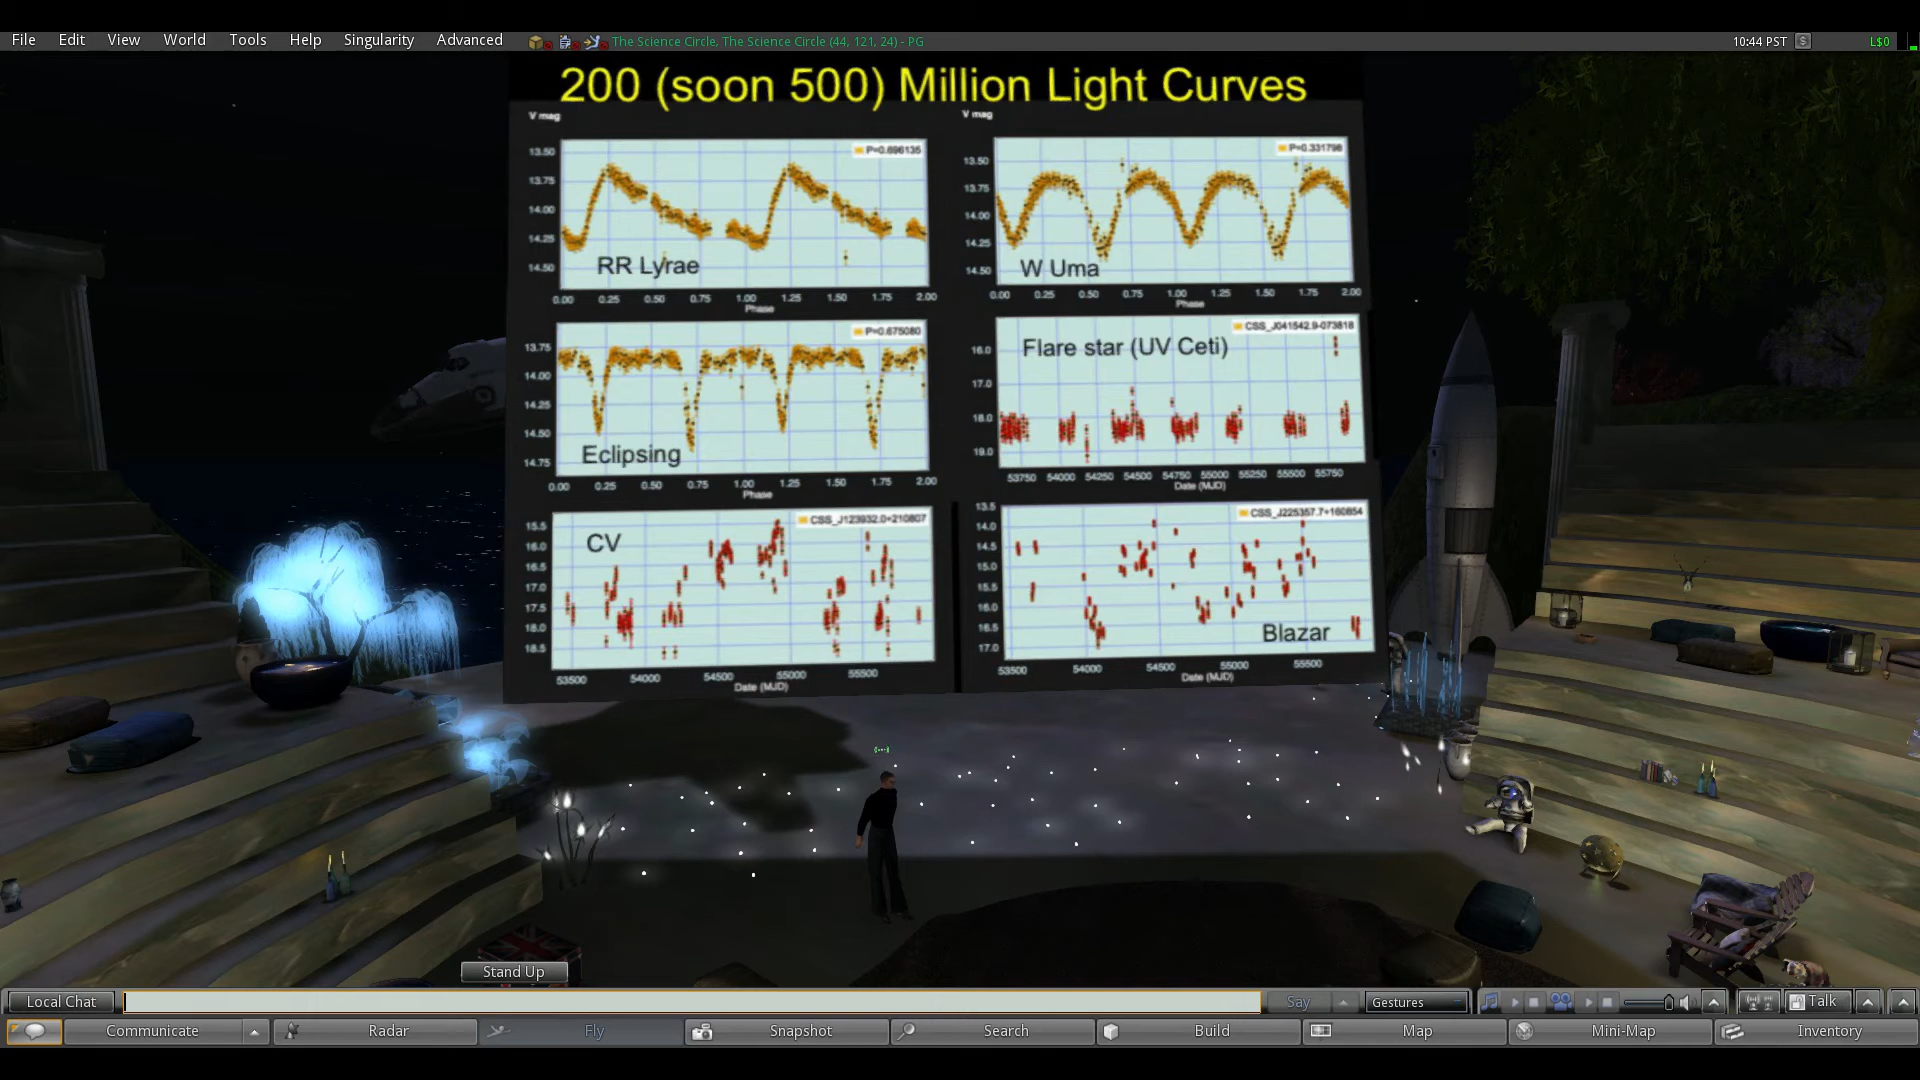 File Edit View World Tools Help Singularity Advanced The Science Circle, The Science Circle (44, 121, 24) - PG 10:44 PST L$0
200 (soon 500) Million Light Curves
V mag
P=0.696135
13.50
13.75
14.00
14.25
14.50
RR Lyrae
0.00 0.25 0.50 0.75 1.00 1.25 1.50 1.75 2.00
Phase
V mag
P=0.331798
13.50
13.75
14.00
14.25
14.50
W Uma
0.00 0.25 0.50 0.75 1.00 1.25 1.50 1.75 2.00
Phase
P=0.675080
13.75
14.00
14.25
14.50
14.75
Eclipsing
0.00 0.25 0.50 0.75 1.00 1.25 1.50 1.75 2.00
Phase
CSS_J041542.9-073818
Flare star (UV Ceti)
16.0
17.0
18.0
19.0
53750 54000 54250 54500 54750 55000 55250 55500 55750
Date (MJD)
CSS_J123932.0+210807
CV
15.5
16.0
16.5
17.0
17.5
18.0
18.5
53500 54000 54500 55000 55500
Date (MJD)
CSS_J225357.7+160854
13.5
14.0
14.5
15.0
15.5
16.0
16.5
17.0
Blazar
53500 54000 54500 55000 55500
Date (MJD)
Stand Up
Local Chat Say Gestures Talk
Communicate Radar Fly Snapshot Search Build Map Mini-Map Inventory